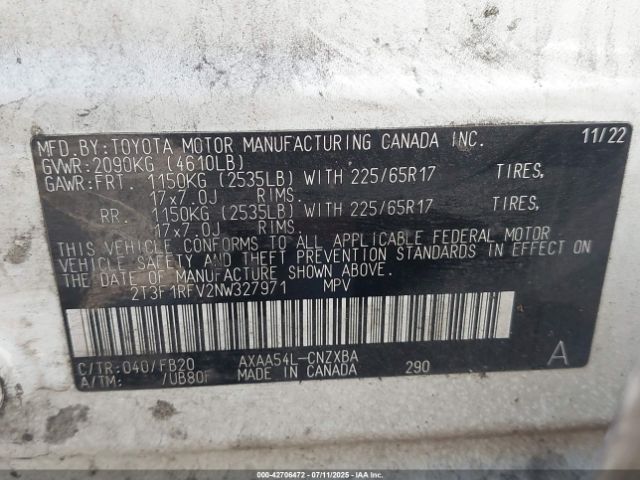 MFD.BY:TOYOTA MOTOR MANUFACTURING CANADA INC. 11/22
GVWR:2090KG (4610LB)
GAWR:FRT. 1150KG (2535LB) WITH 225/65R17 TIRES,
17x7.0J RIMS.
RR. 1150KG (2535LB) WITH 225/65R17 TIRES,
17x7.0J RIMS.
THIS VEHICLE CONFORMS TO ALL APPLICABLE FEDERAL MOTOR
VEHICLE SAFETY AND THEFT PREVENTION STANDARDS IN EFFECT ON
THE DATE OF MANUFACTURE SHOWN ABOVE.
2T3F1RFV2NW327971 MPV
C/TR:040/FB20 AXAA54L-CNZXBA A
A/TM: /UB80F MADE IN CANADA 290
000-42706472 - 07/11/2025 - IAAI.COM